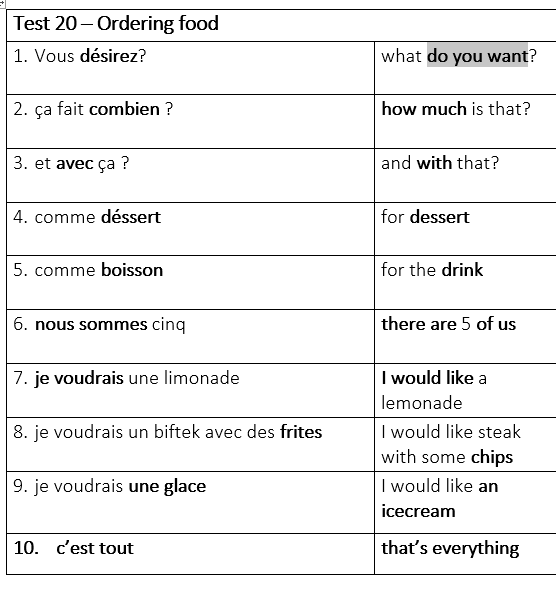 Test 20 – Ordering food
1. Vous désirez?
what do you want?
2. ça fait combien ?
how much is that?
3. et avec ça ?
and with that?
4. comme déssert
for dessert
5. comme boisson
for the drink
6. nous sommes cinq
there are 5 of us
7. je voudrais une limonade
I would like a
lemonade
8. je voudrais un biftek avec des frites
I would like steak
with some chips
9. je voudrais une glace
I would like an
icecream
10. c’est tout
that’s everything